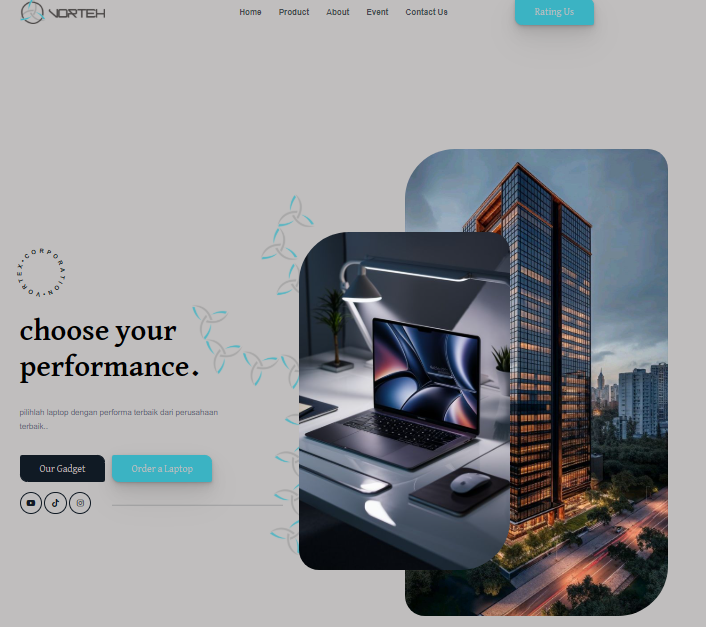 VORTEH
Home Product About Event Contact Us
Rating Us
VORTEX•CORPORATION•
choose your
performance.
pilihlah laptop dengan performa terbaik dari perusahaan
terbaik..
Our Gadget
Order a Laptop